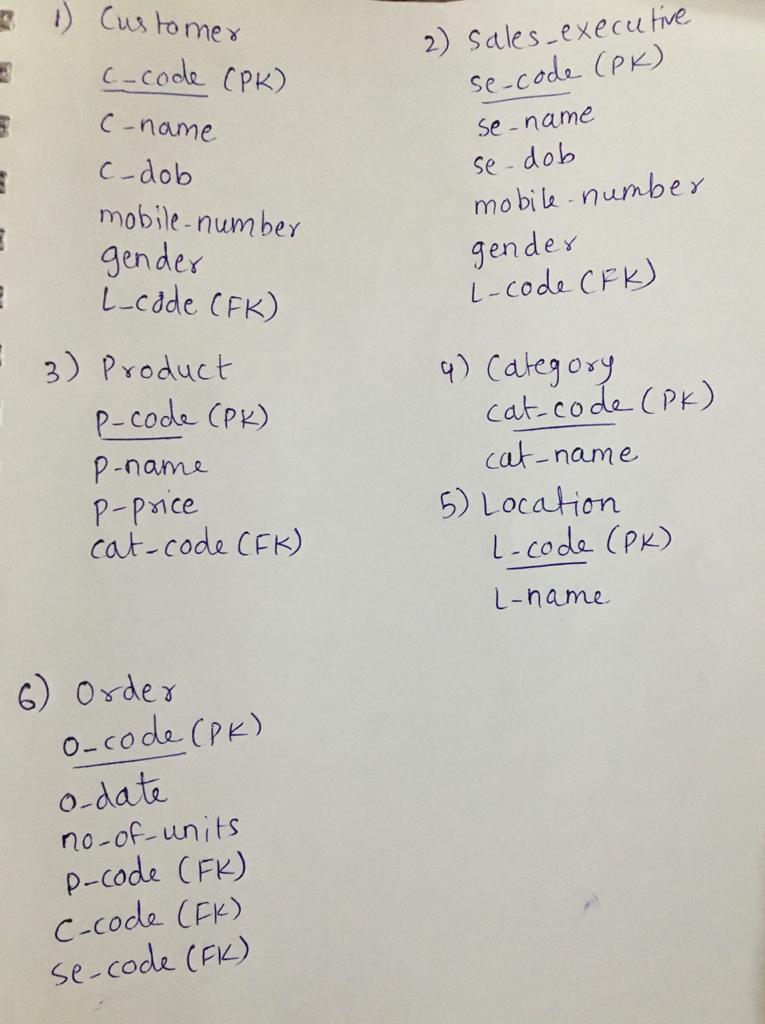 1) Customer
C-code (PK)
C-name
C-dob
mobile-number
gender
L-code (FK)
2) Sales-executive
se-code (PK)
se-name
se-dob
mobile-number
gender
L-code (FK)
3) Product
P-code (PK)
P-name
P-price
cat-code (FK)
4) Category
cat-code (PK)
cat-name
5) Location
L-code (PK)
L-name
6) Order
O-code (PK)
O-date
no-of-units
P-code (FK)
C-code (FK)
se-code (FK)